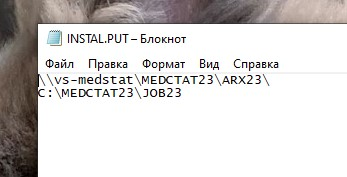 INSTAL.PUT – Блокнот
Файл Правка Формат Вид Справка
\\vs-medstat\MEDCTAT23\ARX23\
C:\MEDCTAT23\JOB23